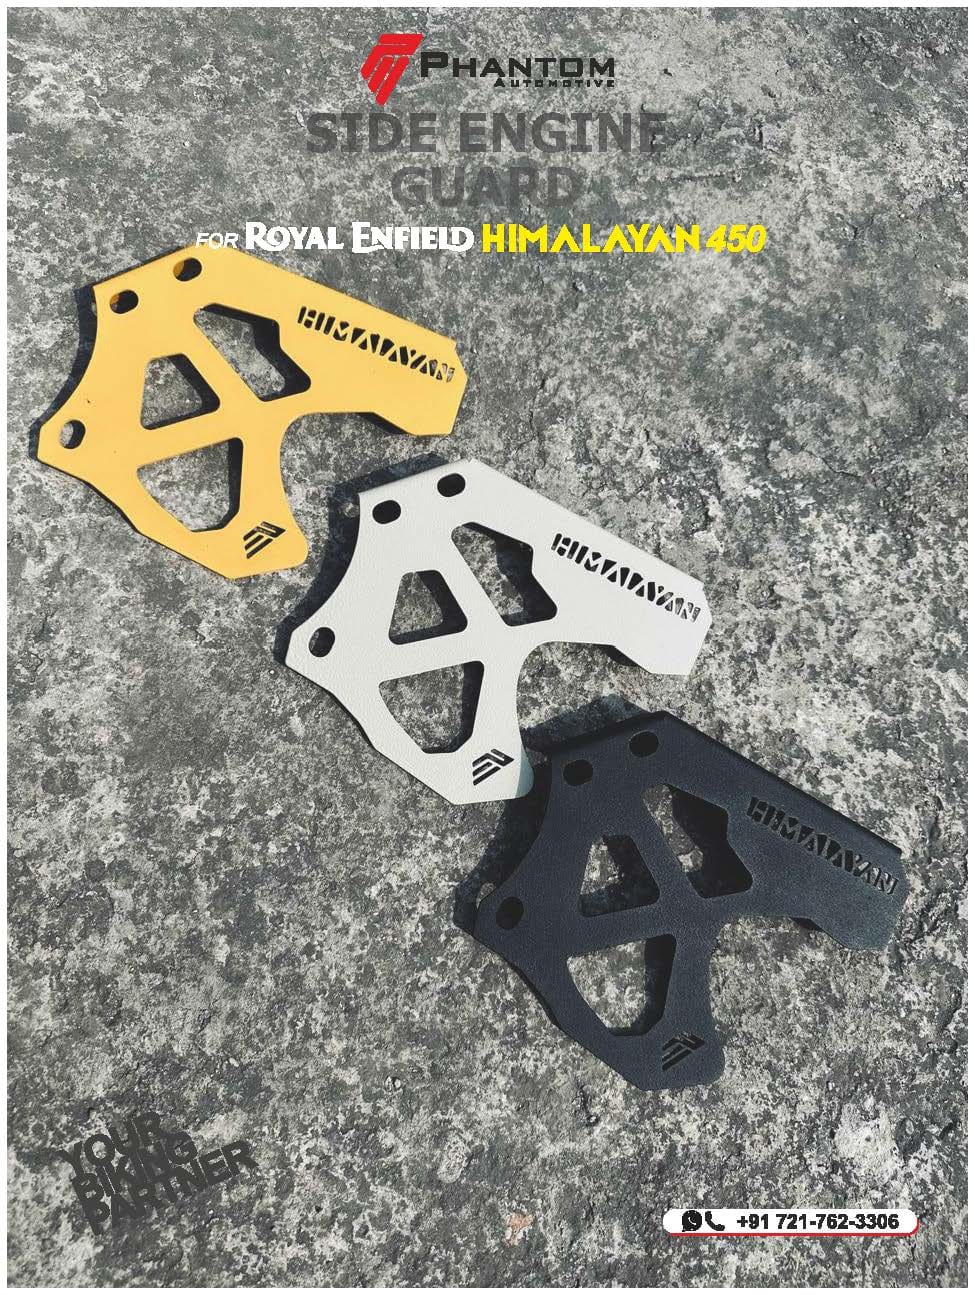 PHANTOM
AUTOMOTIVE
SIDE ENGINE
GUARD
FOR ROYAL ENFIELD HIMALAYAN 450
HIMALAYAN
HIMALAYAN
HIMALAYAN
YOUR
BIKING
PARTNER
+91 721-762-3306